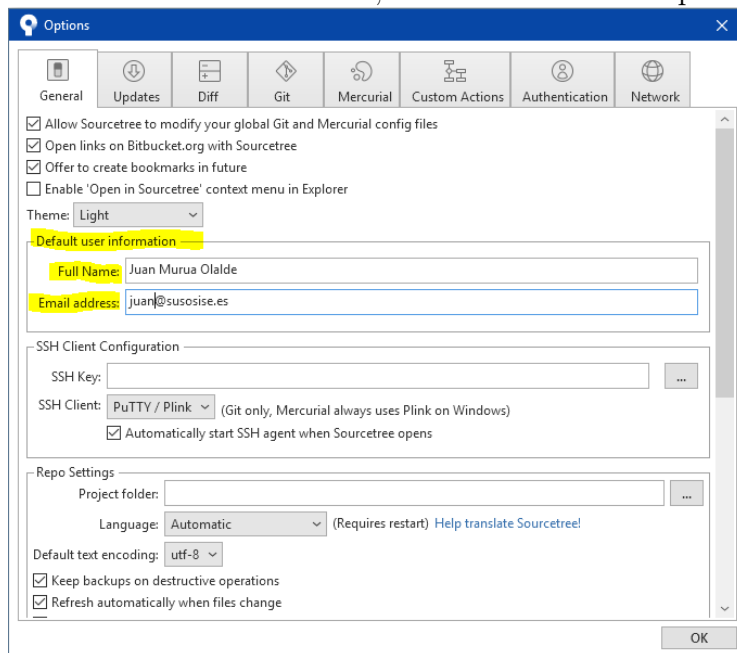 Options
General Updates Diff Git Mercurial Custom Actions Authentication Network
Allow Sourcetree to modify your global Git and Mercurial config files
Open links on Bitbucket.org with Sourcetree
Offer to create bookmarks in future
Enable 'Open in Sourcetree' context menu in Explorer
Theme: Light
Default user information
Full Name: Juan Murua Olalde
Email address: juan@susosise.es
SSH Client Configuration
SSH Key: ...
SSH Client: PuTTY / Plink (Git only, Mercurial always uses Plink on Windows)
Automatically start SSH agent when Sourcetree opens
Repo Settings
Project folder: ...
Language: Automatic (Requires restart) Help translate Sourcetree!
Default text encoding: utf-8
Keep backups on destructive operations
Refresh automatically when files change
OK